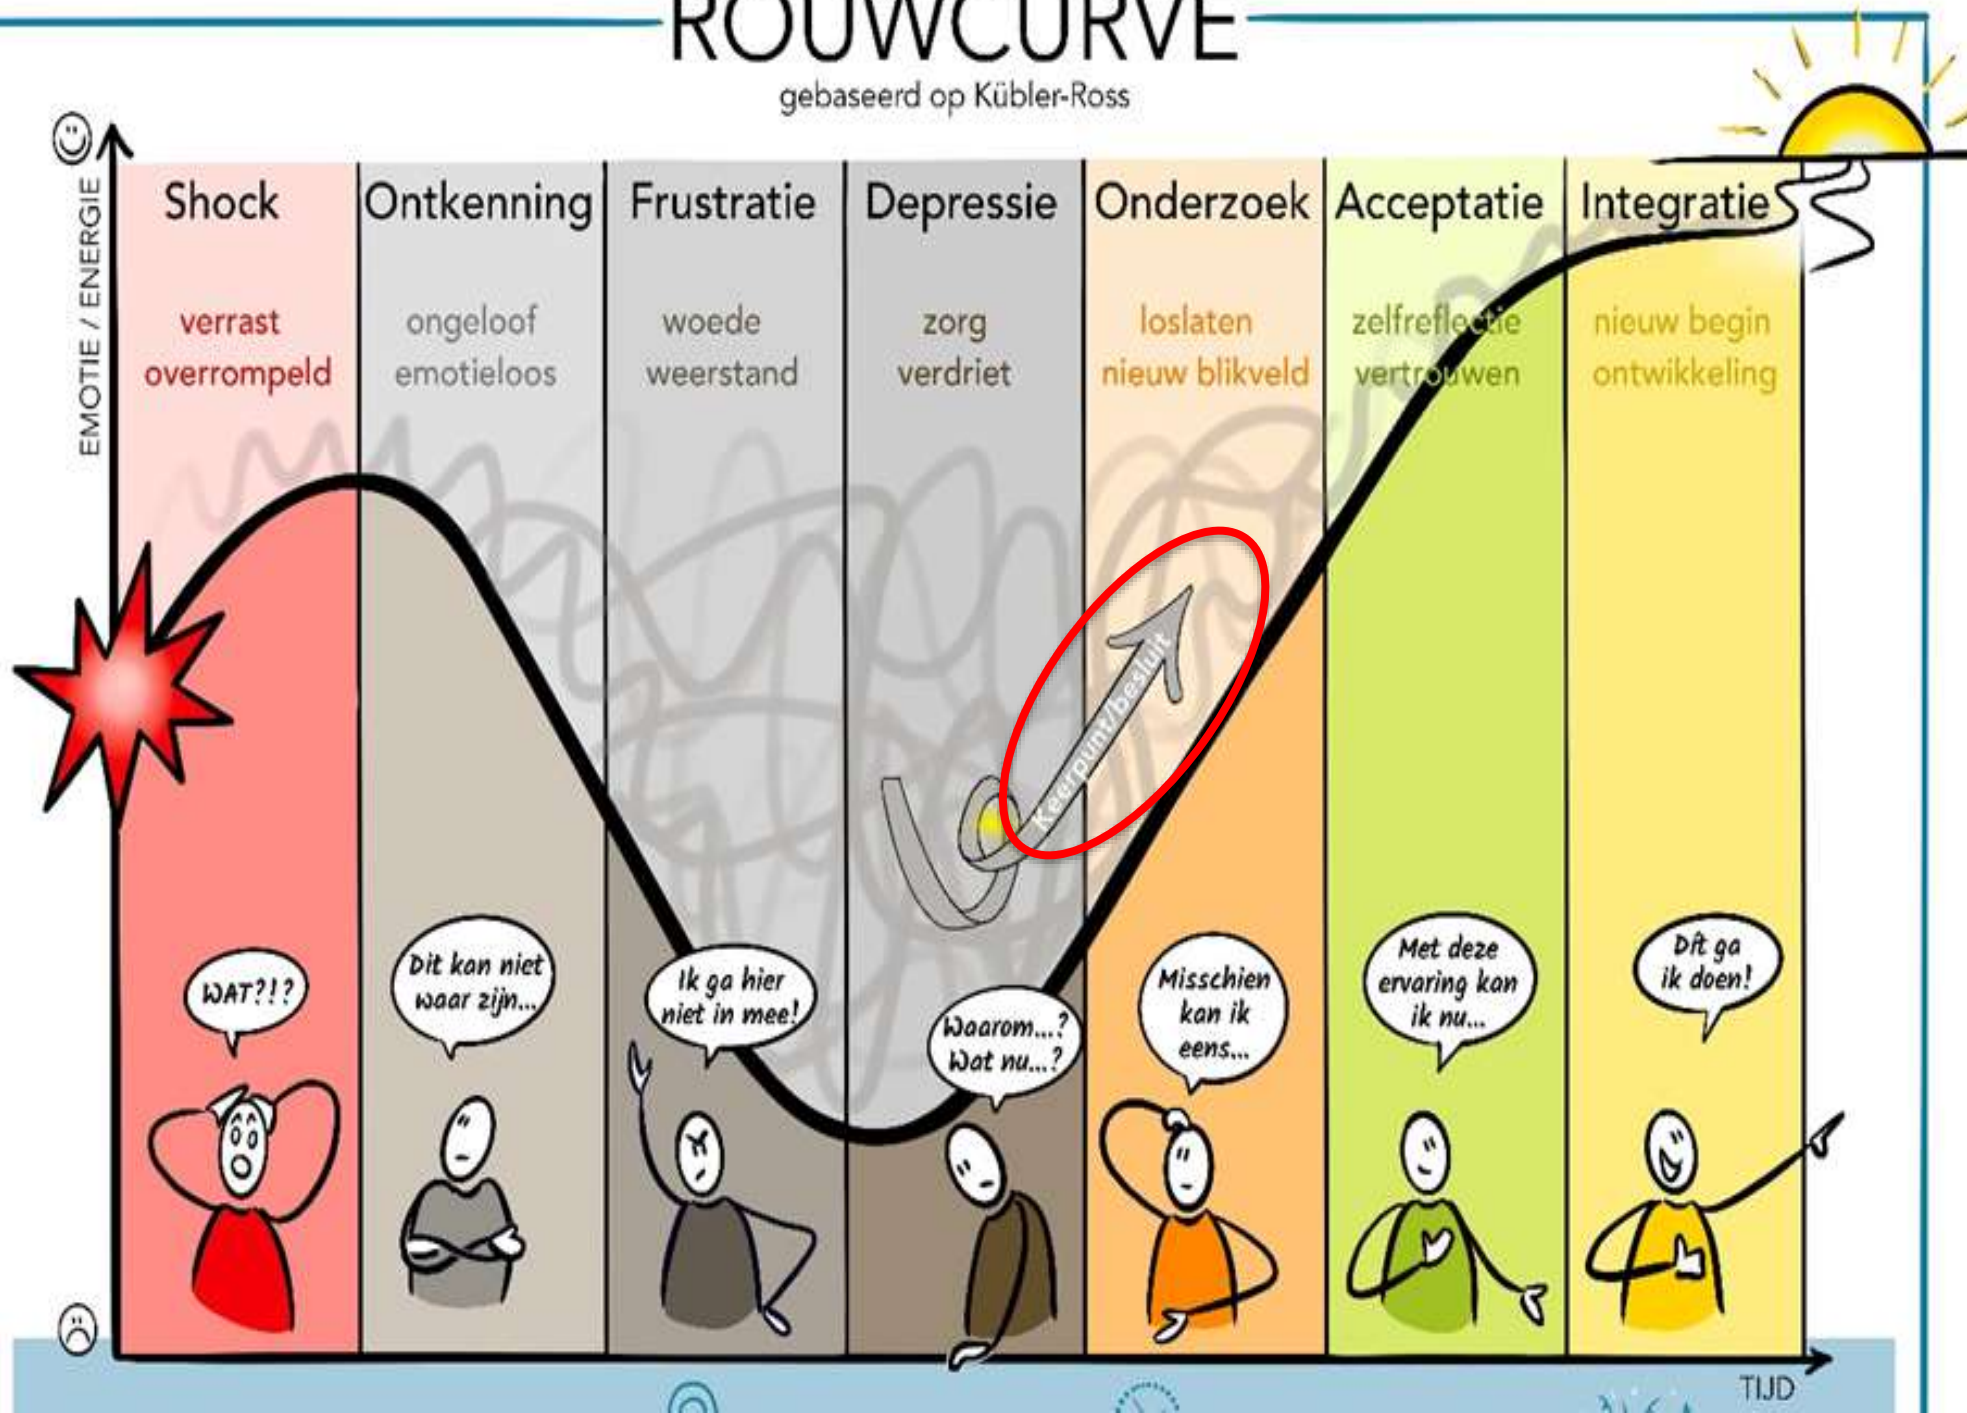 ROUWCURVE
gebaseerd op Kübler-Ross
EMOTIE / ENERGIE
Shock
verrast
overrompeld
Ontkenning
ongeloof
emotieloos
Frustratie
woede
weerstand
Depressie
zorg
verdriet
Onderzoek
loslaten
nieuw blikveld
Acceptatie
zelfreflectie
vertrouwen
Integratie
nieuw begin
ontwikkeling
Keerpunt/besluit
WAT?!?
Dit kan niet
waar zijn...
Ik ga hier
niet in mee!
Waarom...?
Wat nu...?
Misschien
kan ik
eens...
Met deze
ervaring kan
ik nu...
Dít ga
ik doen!
TIJD